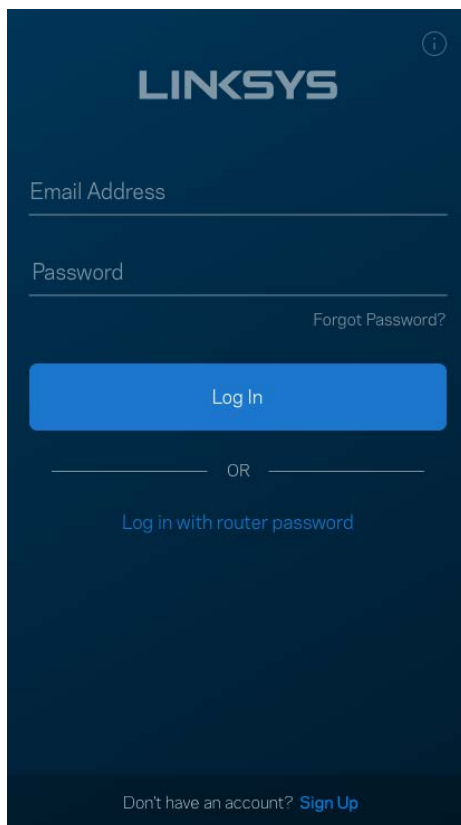 LINKSYS
Email Address
Password
Forgot Password?
Log In
OR
Log in with router password
Don't have an account? Sign Up